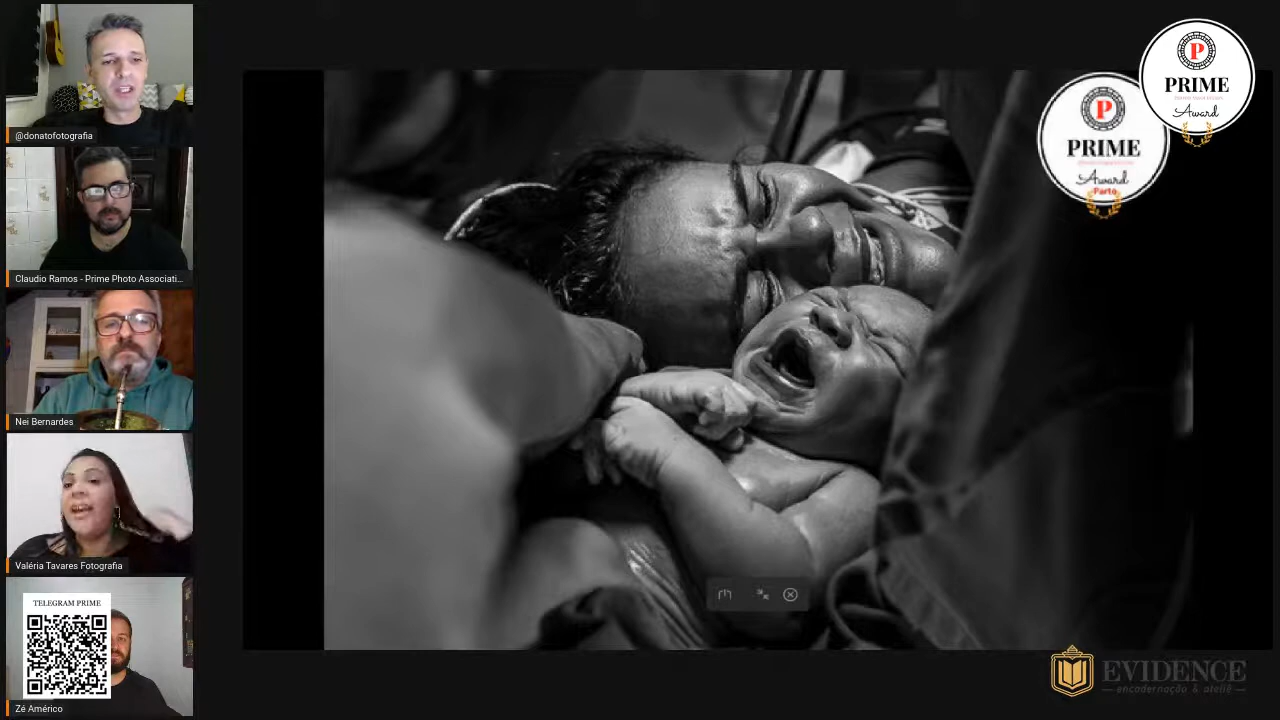 @donatofotografia
Claudio Ramos - Prime Photo Associati...
Nei Bernardes
Valéria Tavares Fotografia
TELEGRAM PRIME
Zé Américo
P
PRIME
Award
P
PRIME
Award
Parto
EVIDENCE
encadernação & ateliê